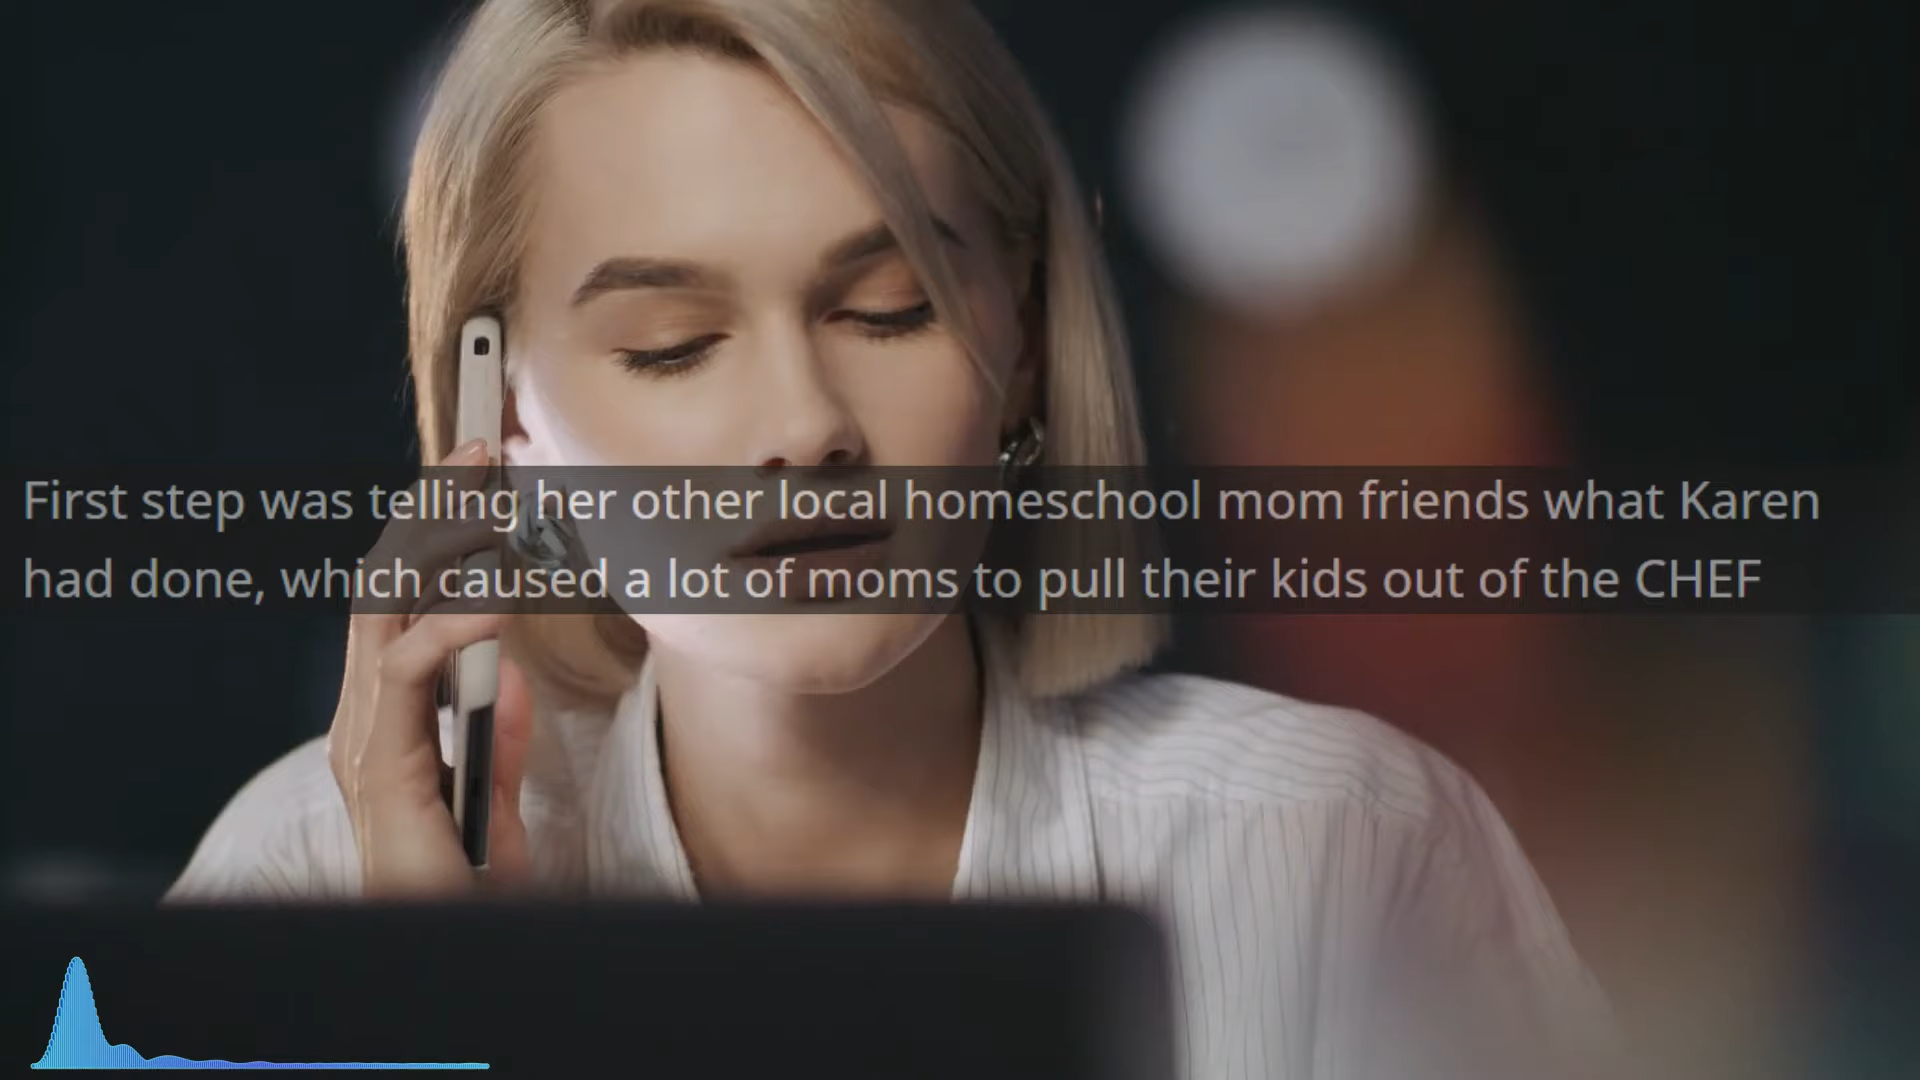 First step was telling her other local homeschool mom friends what Karen
had done, which caused a lot of moms to pull their kids out of the CHEF